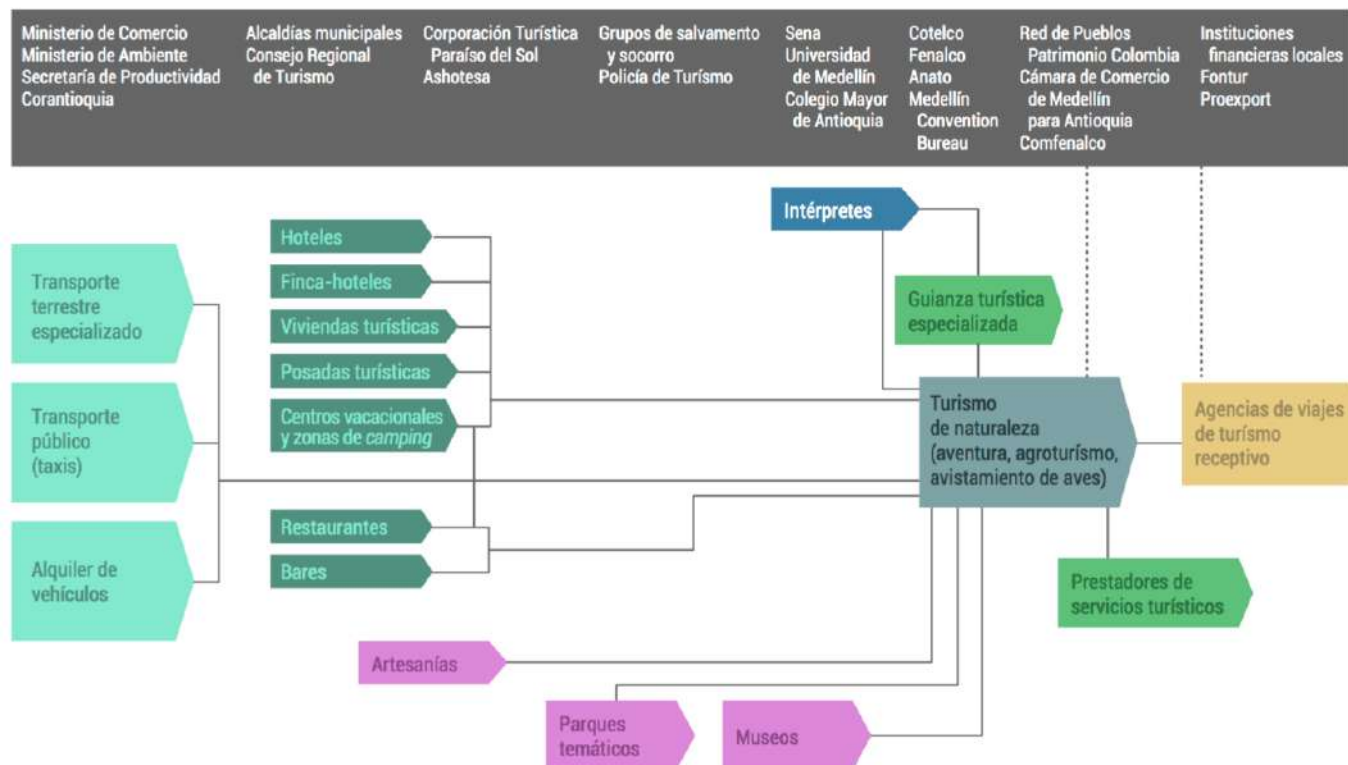 Ministerio de Comercio
Ministerio de Ambiente
Secretaría de Productividad
Corantioquia
Alcaldías municipales
Consejo Regional
de Turismo
Corporación Turística
Paraíso del Sol
Ashotesa
Grupos de salvamento
y socorro
Policía de Turísmo
Sena
Universidad
de Medellín
Colegio Mayor
de Antioquia
Cotelco
Fenalco
Anato
Medellín
Convention
Bureau
Red de Pueblos
Patrimonio Colombia
Cámara de Comercio
de Medellín
para Antioquia
Comfenalco
Instituciones
financieras locales
Fontur
Proexport
Transporte
terrestre
especializado
Transporte
público
(taxis)
Alquiler de
vehículos
Hoteles
Finca-hoteles
Viviendas turísticas
Posadas turísticas
Centros vacacionales
y zonas de camping
Restaurantes
Bares
Intérpretes
Guianza turística
especializada
Turismo
de naturaleza
(aventura, agroturísmo,
avistamiento de aves)
Agencias de viajes
de turísmo
receptivo
Prestadores de
servicios turísticos
Artesanías
Parques
temáticos
Museos